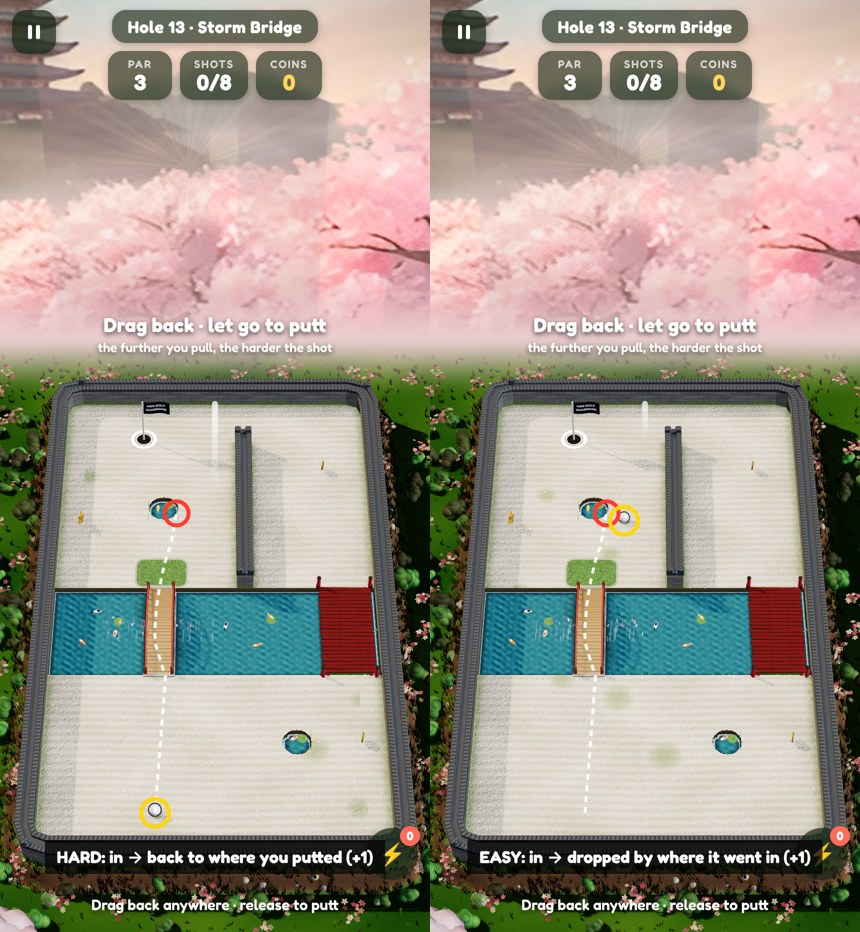 Hole 13 · Storm Bridge
PAR
3
SHOTS
0/8
COINS
0
Drag back · let go to putt
the further you pull, the harder the shot
HARD: in → back to where you putted (+1)
0
Drag anywhere · release to putt
Hole 13 · Storm Bridge
PAR
3
SHOTS
0/8
COINS
0
Drag back · let go to putt
the further you pull, the harder the shot
EASY: in → dropped by where it went in (+1)
0
Drag anywhere · release to putt